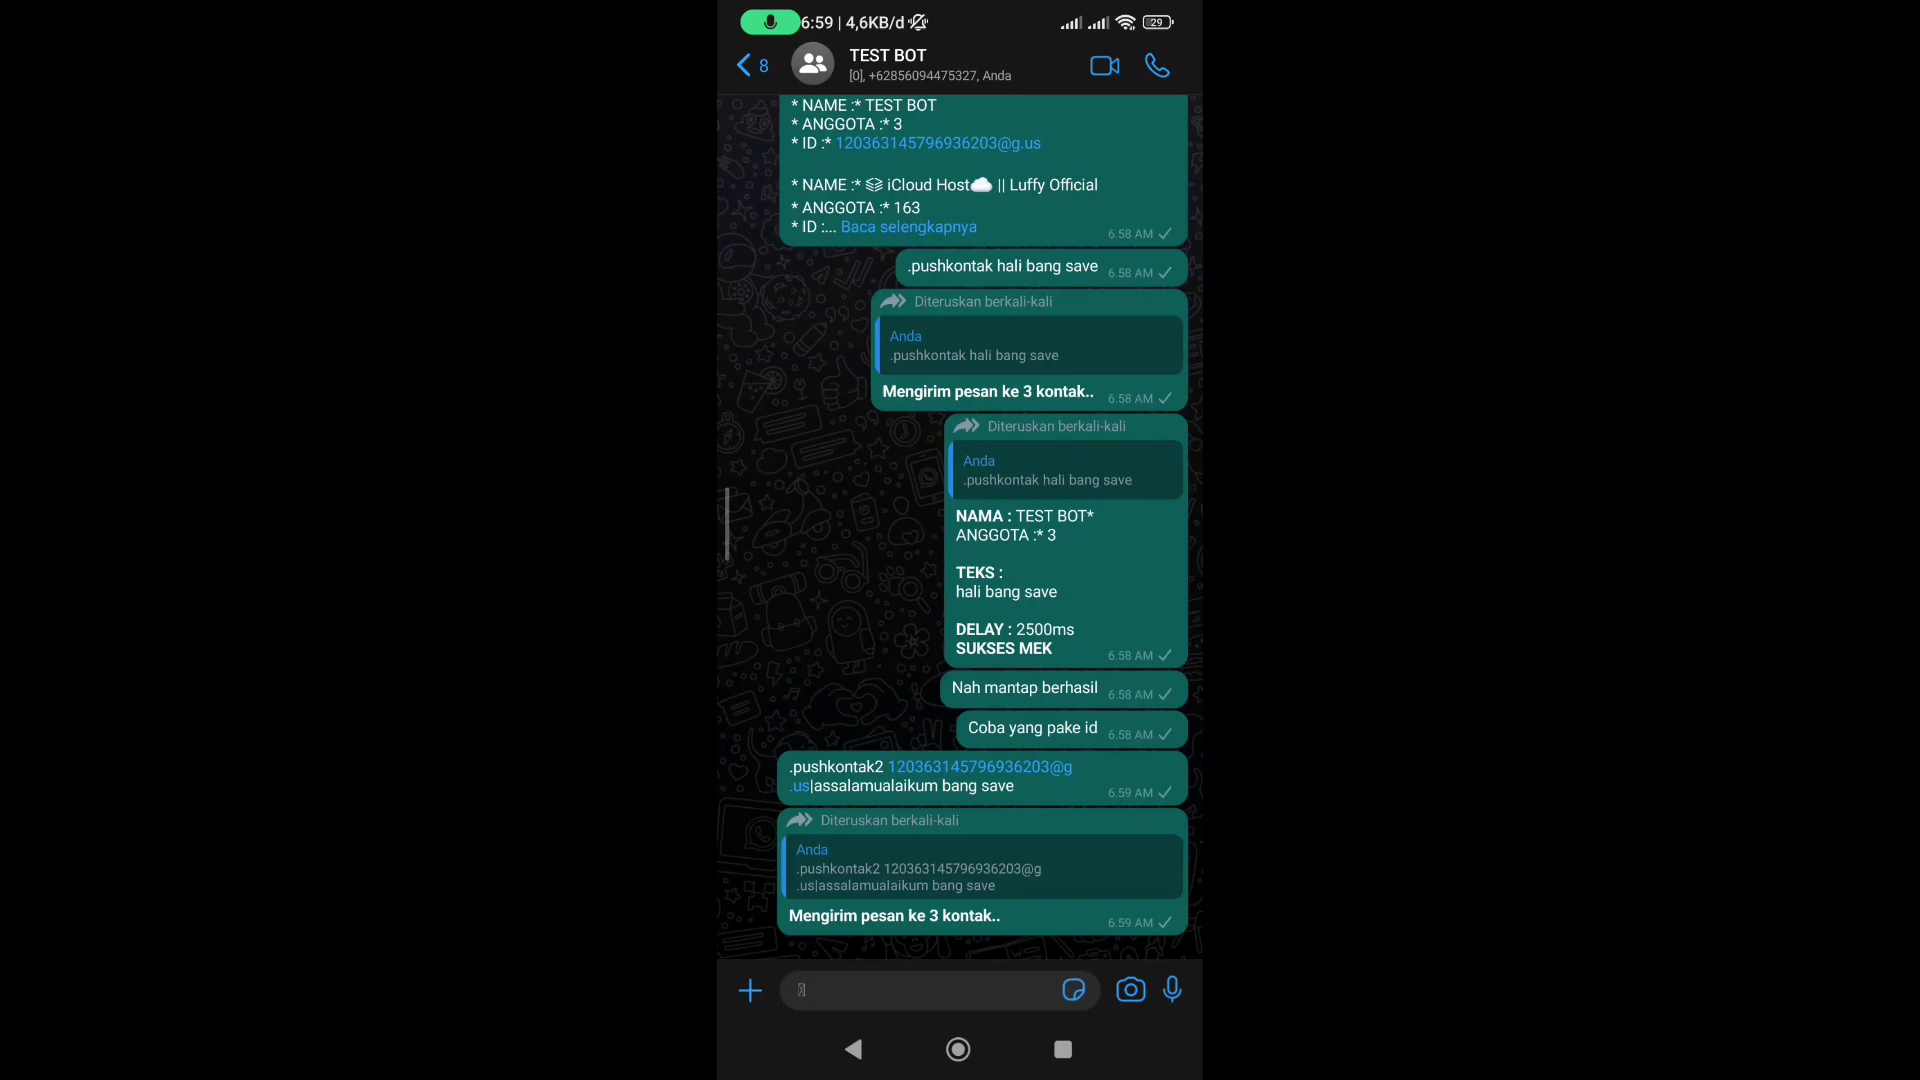 6:59 | 4,6KB/d
29
8
TEST BOT
[0], +62856094475327, Anda
* NAME :* TEST BOT
* ANGGOTA :* 3
* ID :* 120363145796936203@g.us
* NAME :* iCloud Host☁️ || Luffy Official
* ANGGOTA :* 163
* ID :... Baca selengkapnya
6.58 AM
.pushkontak hali bang save
6.58 AM
Diteruskan berkali-kali
Anda
.pushkontak hali bang save
Mengirim pesan ke 3 kontak..
6.58 AM
Diteruskan berkali-kali
Anda
.pushkontak hali bang save
NAMA : TEST BOT*
ANGGOTA :* 3
TEKS :
hali bang save
DELAY : 2500ms
SUKSES MEK
6.58 AM
Nah mantap berhasil
6.58 AM
Coba yang pake id
6.58 AM
.pushkontak2 120363145796936203@g
.us|assalamualaikum bang save
6.59 AM
Diteruskan berkali-kali
Anda
.pushkontak2 120363145796936203@g
.us|assalamualaikum bang save
Mengirim pesan ke 3 kontak..
6.59 AM